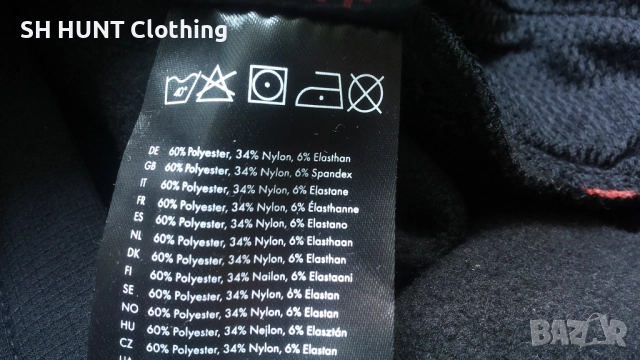 SH HUNT Clothing
40°
DE 60% Polyester, 34% Nylon, 6% Elasthan
GB 60% Polyester, 34% Nylon, 6% Spandex
IT 60% Polyester, 34% Nylon, 6% Elastane
FR 60% Polyester, 34% Nylon, 6% Élasthanne
ES 60% Polyester, 34% Nylon, 6% Elastano
NL 60% Polyester, 34% Nylon, 6% Elasthaan
DK 60% Polyester, 34% Nylon, 6% Elasthan
FI 60% Polyester, 34% Nailon, 6% Elastaani
SE 60% Polyester, 34% Nylon, 6% Elastan
NO 60% Polyester, 34% Nylon, 6% Elastan
HU 60% Polyester, 34% Nejlon, 6% Elasztán
CZ 60% Polyester, 34% Nylon, 6% Elastan
BAZAR